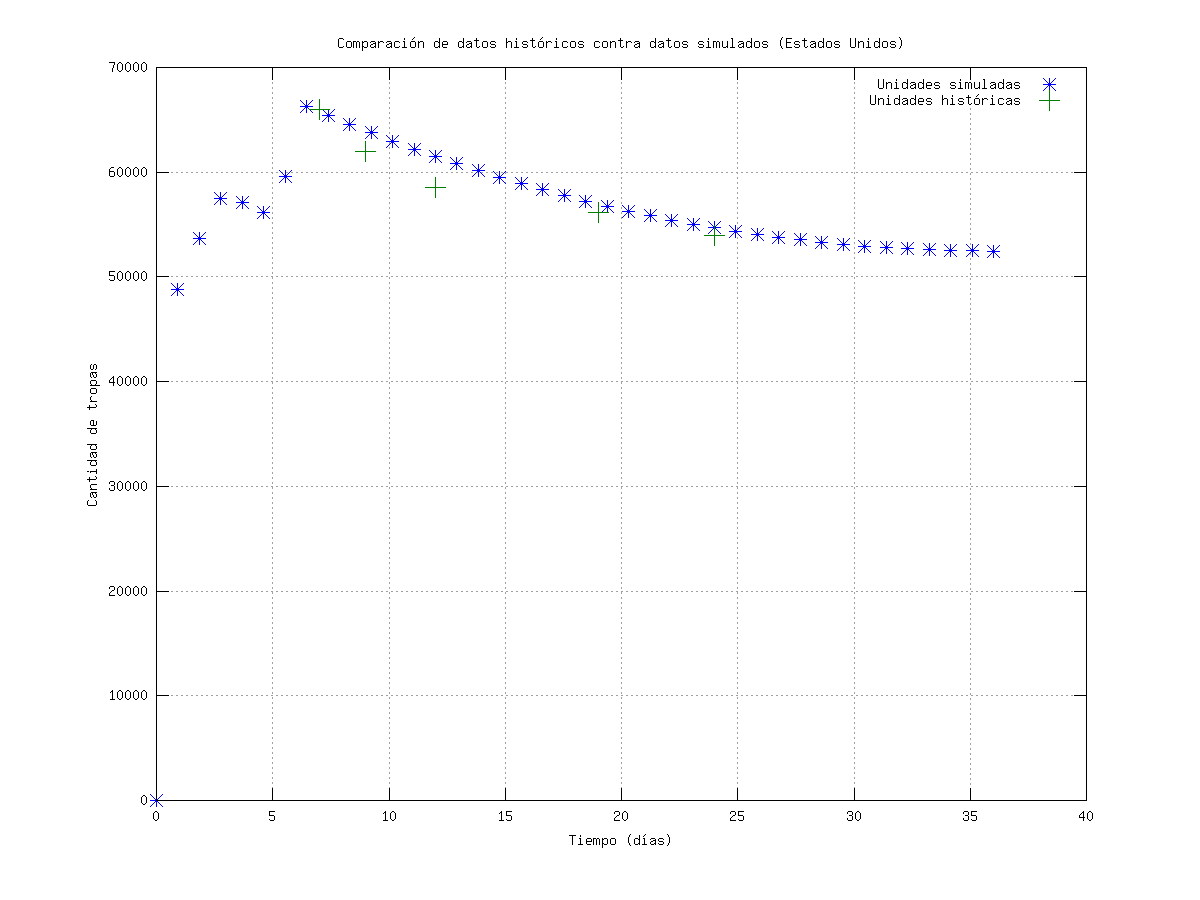 Comparación de datos históricos contra datos simulados (Estados Unidos)
70000
Unidades simuladas
Unidades históricas
60000
50000
40000
Cantidad de tropas
30000
20000
10000
0
0 5 10 15 20 25 30 35 40
Tiempo (días)